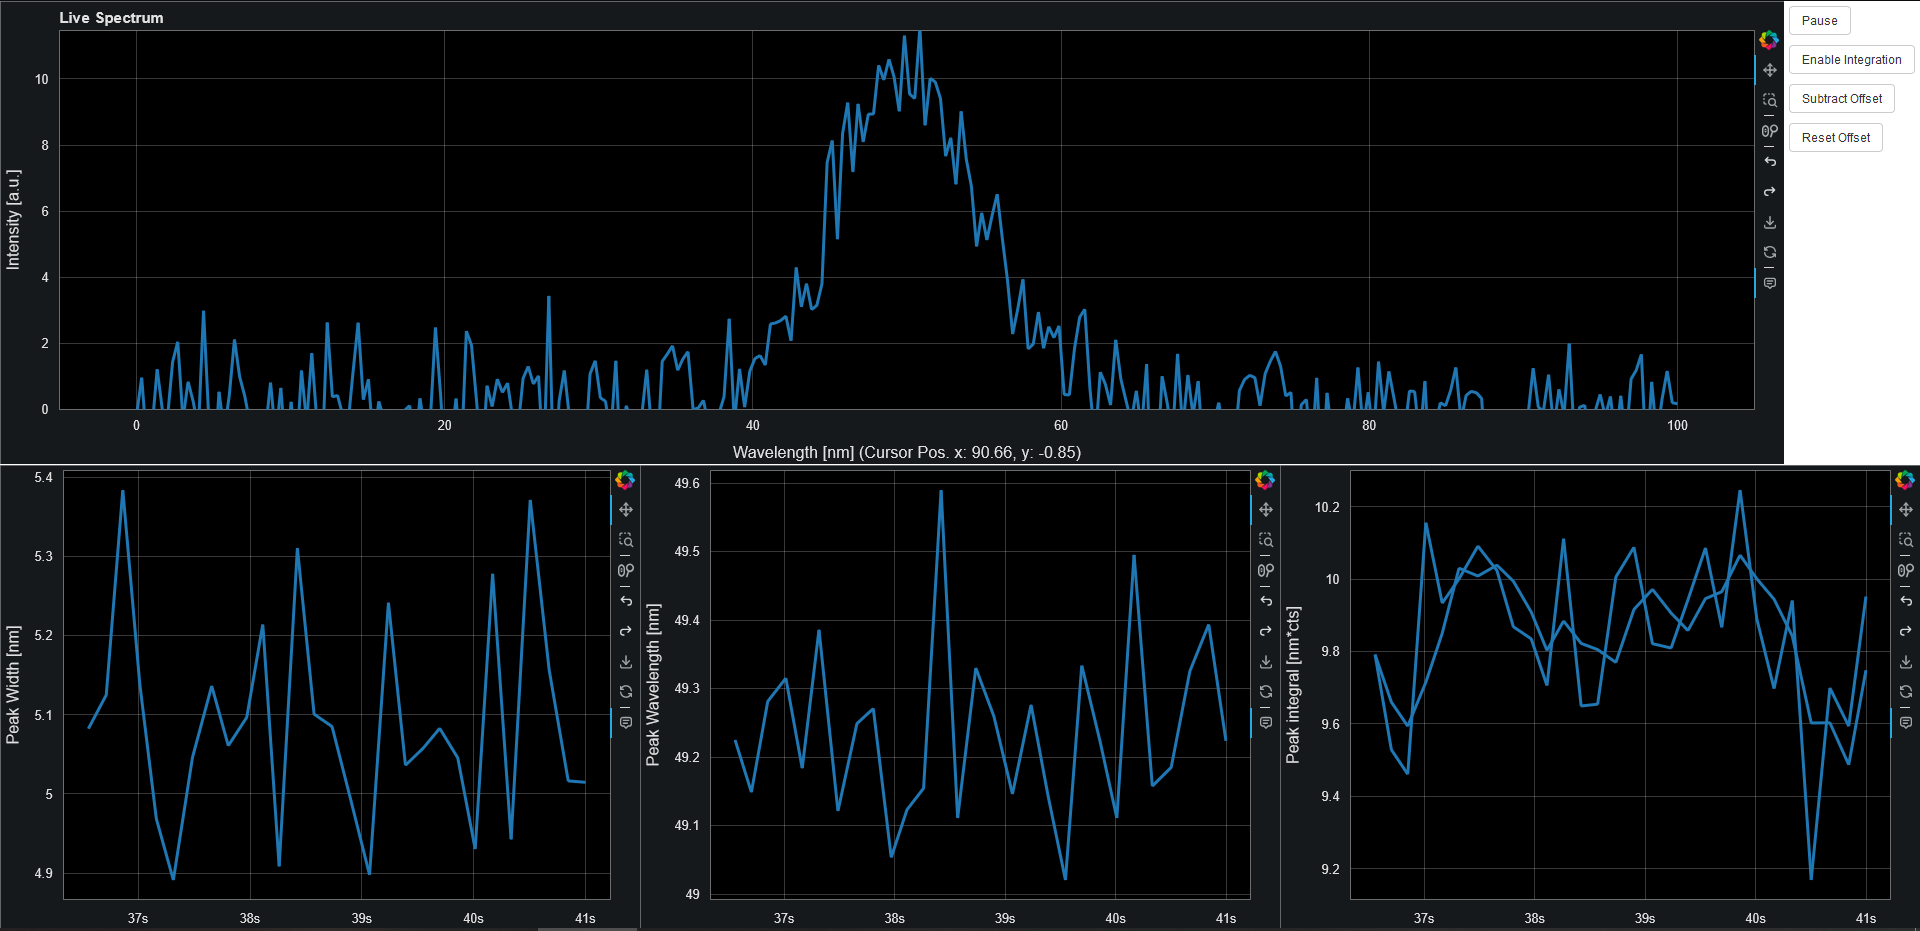 Live Spectrum
Pause
Enable Integration
Subtract Offset
Reset Offset
Intensity [a.u.]
10
8
6
4
2
0
0 20 40 60 80 100
Wavelength [nm] (Cursor Pos. x: 90.66, y: -0.85)
Peak Width [nm]
5.4
5.3
5.2
5.1
5
4.9
37s 38s 39s 40s 41s
Peak Wavelength [nm]
49.6
49.5
49.4
49.3
49.2
49.1
49
37s 38s 39s 40s 41s
Peak integral [nm*cts]
10.2
10
9.8
9.6
9.4
9.2
37s 38s 39s 40s 41s